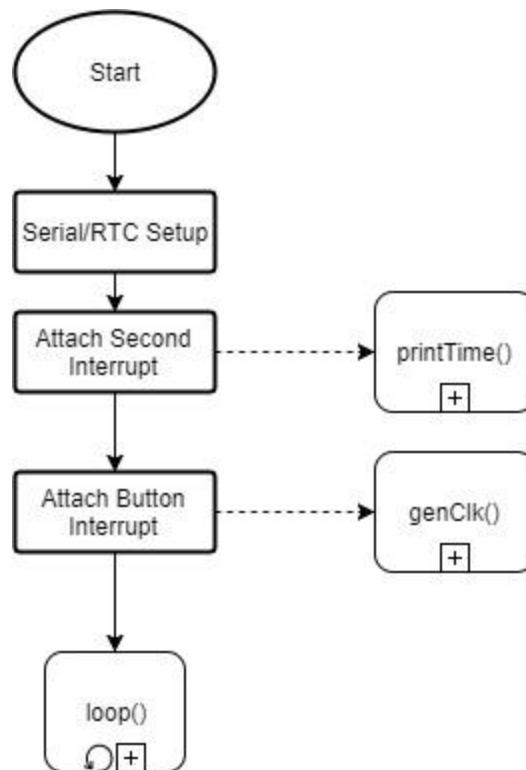 Start
Serial/RTC Setup
Attach Second
Interrupt
printTime()
Attach Button
Interrupt
genClk()
loop()